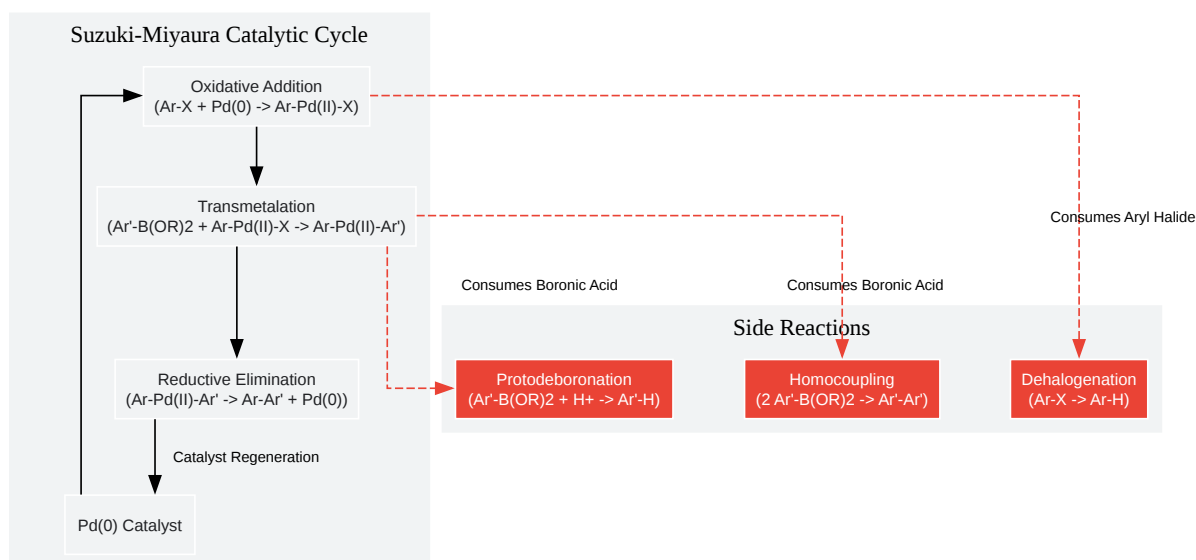 Suzuki-Miyaura Catalytic Cycle
Oxidative Addition
(Ar-X + Pd(0) -> Ar-Pd(II)-X)
Transmetalation
(Ar'-B(OR)2 + Ar-Pd(II)-X -> Ar-Pd(II)-Ar')
Consumes Aryl Halide
Consumes Boronic Acid
Consumes Boronic Acid
Side Reactions
Reductive Elimination
(Ar-Pd(II)-Ar' -> Ar-Ar' + Pd(0))
Protodeboronation
(Ar'-B(OR)2 + H+ -> Ar'-H)
Homocoupling
(2 Ar'-B(OR)2 -> Ar'-Ar')
Dehalogenation
(Ar-X -> Ar-H)
Catalyst Regeneration
Pd(0) Catalyst